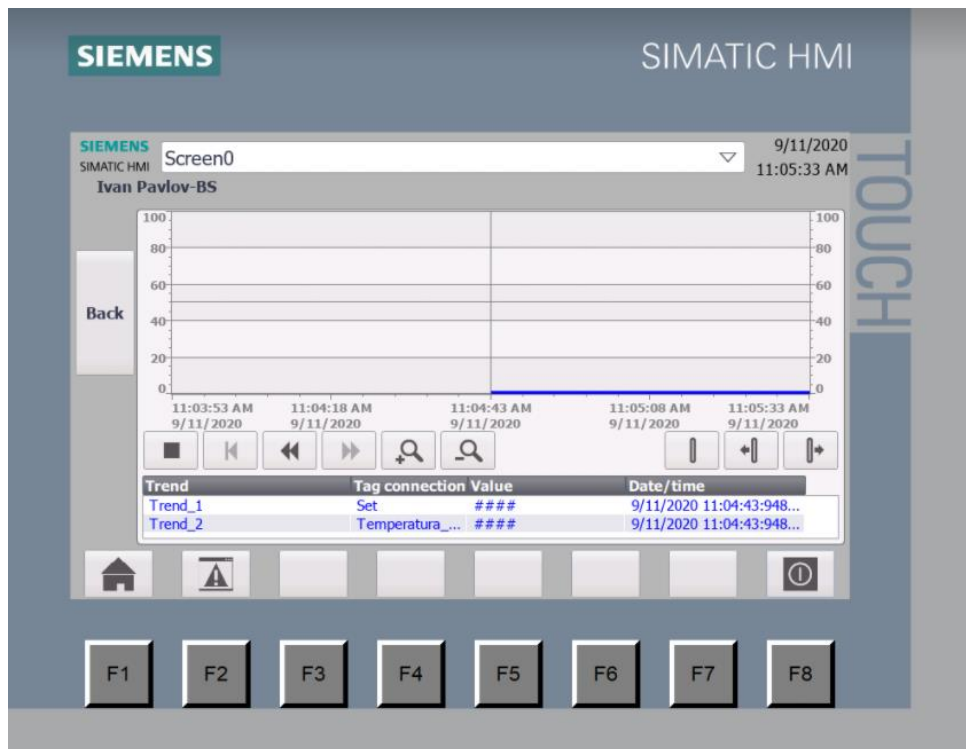 SIEMENS
SIMATIC HMI
TOUCH
SIEMENS
SIMATIC HMI
Screen0
9/11/2020
11:05:33 AM
Ivan Pavlov-BS
Back
100 100
80 80
60 60
40 40
20 20
0 0
11:03:53 AM 11:04:18 AM 11:04:43 AM 11:05:08 AM 11:05:33 AM
9/11/2020 9/11/2020 9/11/2020 9/11/2020 9/11/2020
Trend Tag connection Value Date/time
Trend_1 Set #### 9/11/2020 11:04:43:948...
Trend_2 Temperatura_... #### 9/11/2020 11:04:43:948...
F1 F2 F3 F4 F5 F6 F7 F8